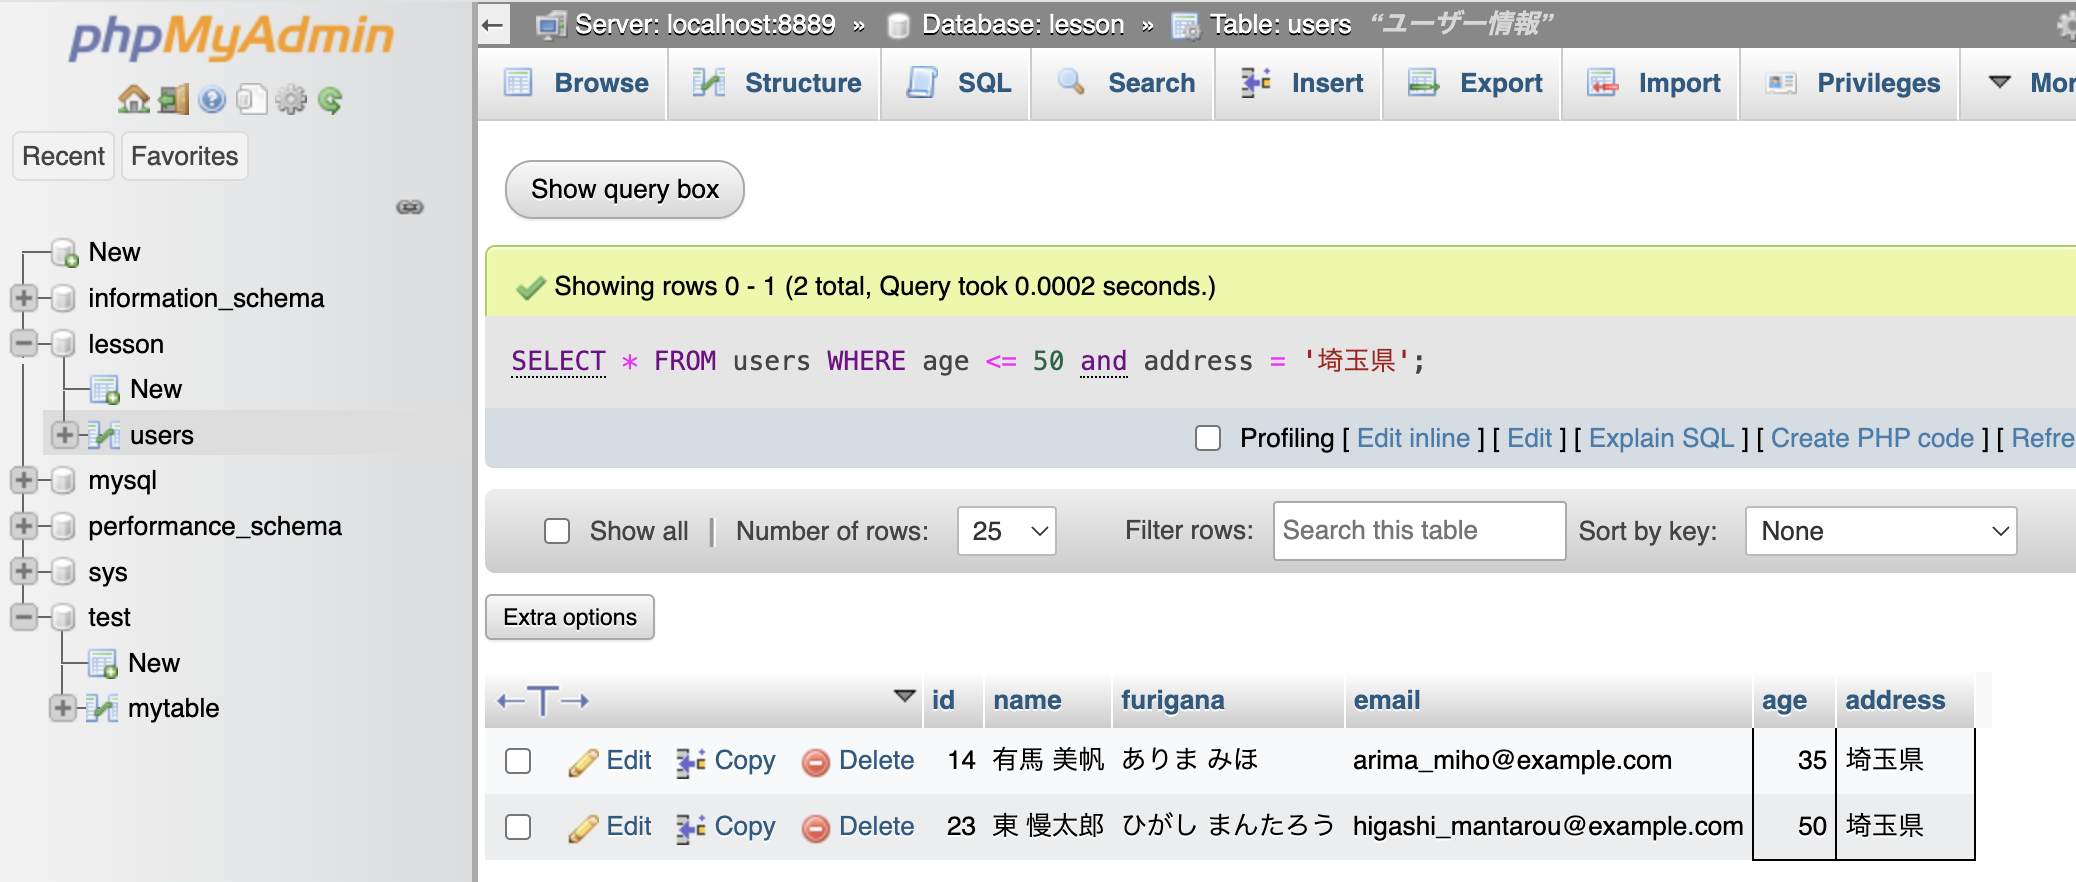 phpMyAdmin
Recent Favorites
New
information_schema
lesson
New
users
mysql
performance_schema
sys
test
New
mytable
Server: localhost:8889 » Database: lesson » Table: users “ユーザー情報”
Browse Structure SQL Search Insert Export Import Privileges Mor
Show query box
Showing rows 0 - 1 (2 total, Query took 0.0002 seconds.)
SELECT * FROM users WHERE age <= 50 and address = '埼玉県';
Profiling [ Edit inline ] [ Edit ] [ Explain SQL ] [ Create PHP code ] [ Refre
Show all | Number of rows: 25 Filter rows: Search this table Sort by key: None
Extra options
←T→ id name furigana email age address
Edit Copy Delete 14 有馬 美帆 ありま みほ arima_miho@example.com 35 埼玉県
Edit Copy Delete 23 東 慢太郎 ひがし まんたろう higashi_mantarou@example.com 50 埼玉県